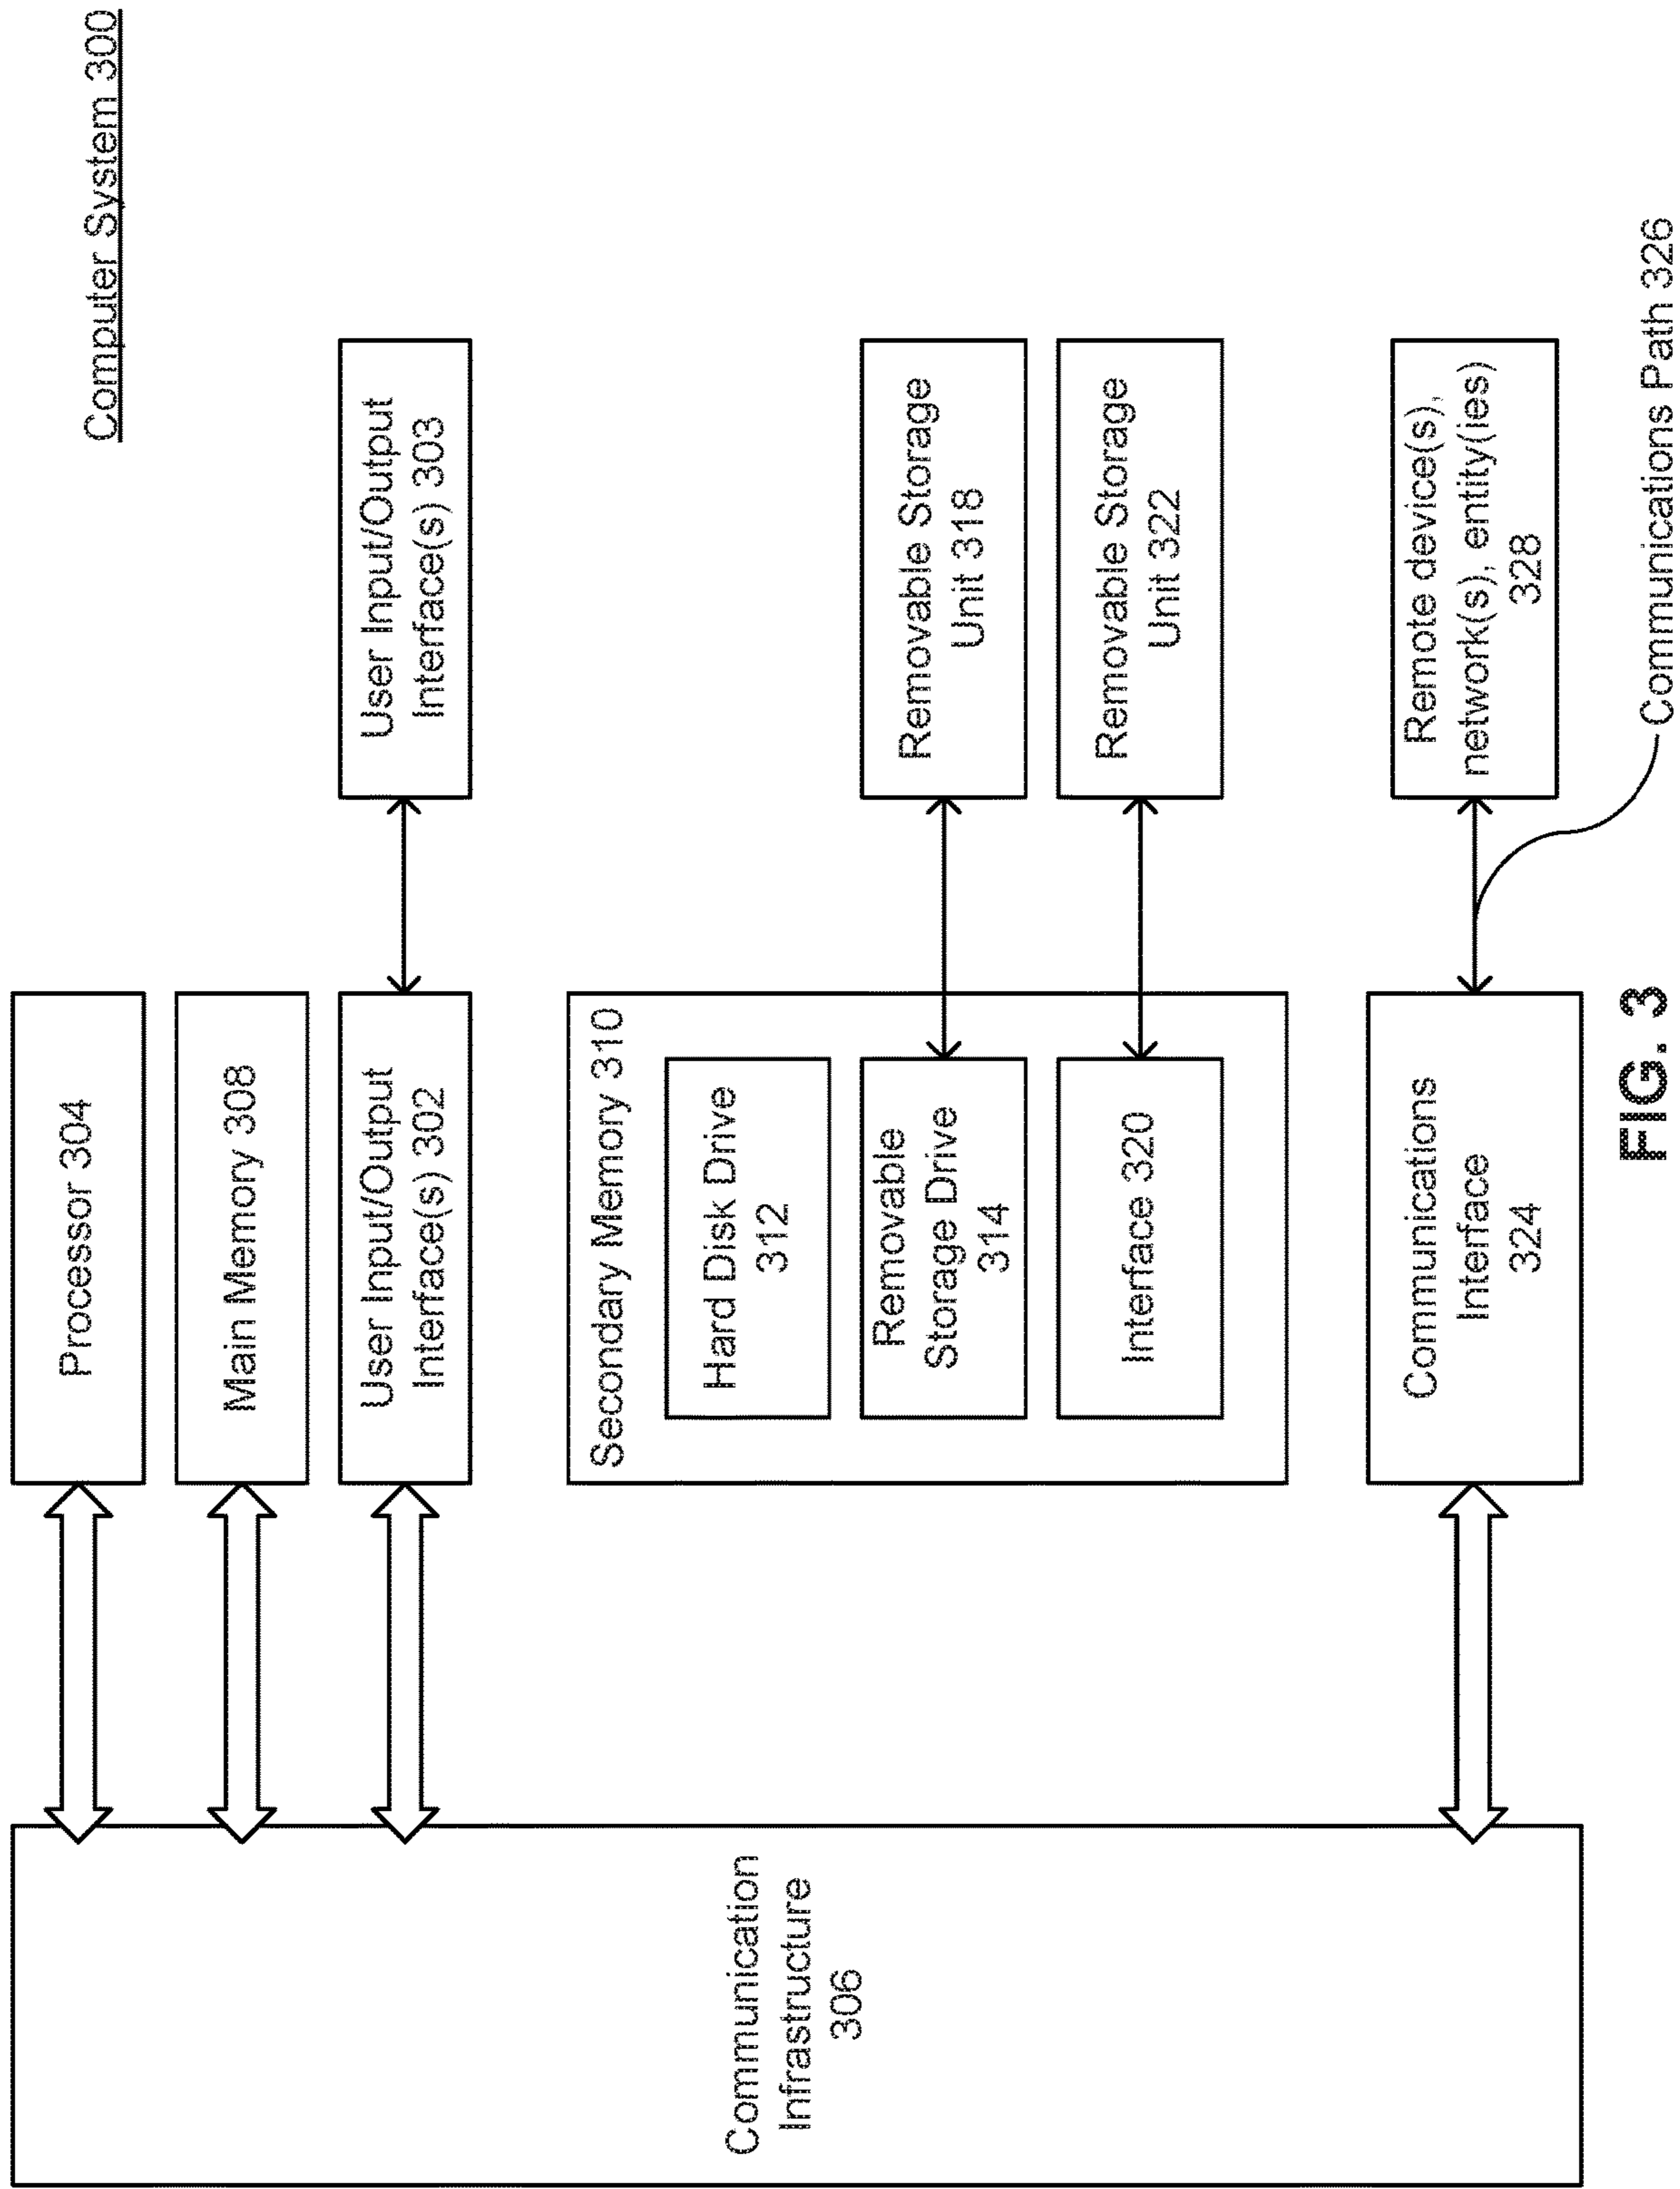 Computer System 300
Processor 304
Main Memory 308
User Input/Output
Interface(s) 302
User Input/Output
Interface(s) 303
Communication
Infrastructure
306
Secondary Memory 310
Hard Disk Drive
312
Removable
Storage Drive
314
Removable Storage
Unit 318
Interface 320
Removable Storage
Unit 322
Communications
Interface
324
Remote device(s),
network(s), entity(ies)
328
Communications Path 326
FIG. 3